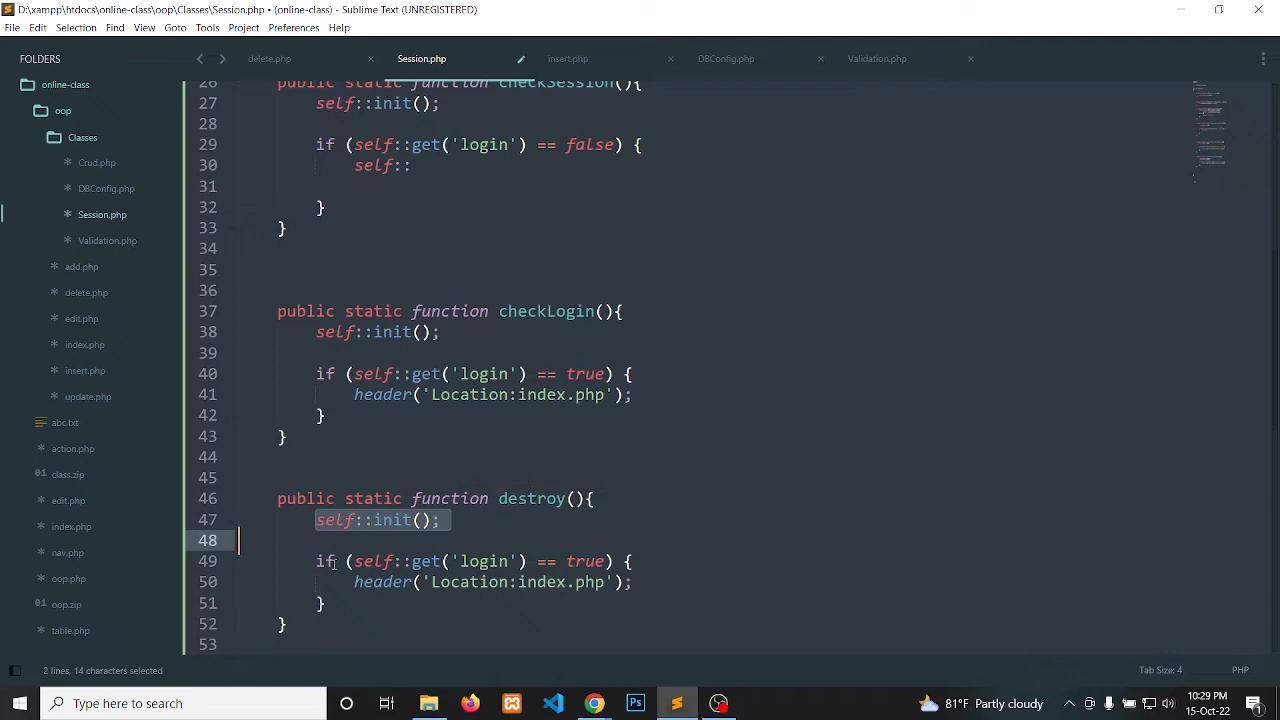 D:\xampp\htdocs\online-class\oop\Classes\Session.php • (online-class) - Sublime Text (UNREGISTERED)
File Edit Selection Find View Goto Tools Project Preferences Help
FOLDERS
delete.php Session.php insert.php DBConfig.php Validation.php
online-class
oop
Classes
Crud.php
DBConfig.php
Session.php
Validation.php
add.php
delete.php
edit.php
index.php
insert.php
update.php
abc.txt
action.php
class.zip
edit.php
index.php
nav.php
oop.php
oop.zip
table.php
26 public static function checkSession(){
27 self::init();
28
29 if (self::get('login') == false) {
30 self::
31
32 }
33 }
34
35
36
37 public static function checkLogin(){
38 self::init();
39
40 if (self::get('login') == true) {
41 header('Location:index.php');
42 }
43 }
44
45
46 public static function destroy(){
47 self::init();
48
49 if (self::get('login') == true) {
50 header('Location:index.php');
51 }
52 }
53
2 lines, 14 characters selected Tab Size: 4 PHP
Type here to search 81°F Partly cloudy 10:29 PM
15-Oct-22